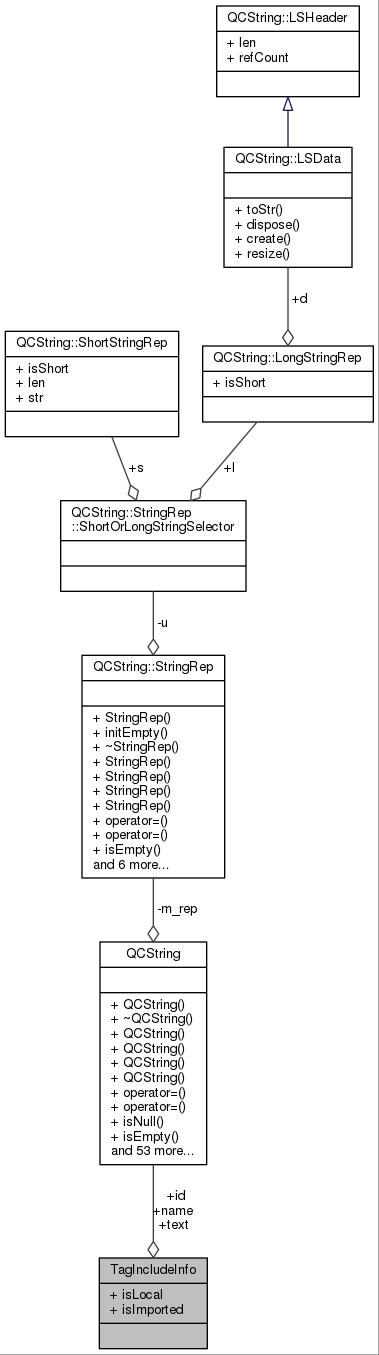 QCString::LSHeader
+ len
+ refCount
QCString::LSData
+ toStr()
+ dispose()
+ create()
+ resize()
+d
QCString::ShortStringRep
+ isShort
+ len
+ str
QCString::LongStringRep
+ isShort
+s
+l
QCString::StringRep
::ShortOrLongStringSelector
-u
QCString::StringRep
+ StringRep()
+ initEmpty()
+ ~StringRep()
+ StringRep()
+ StringRep()
+ StringRep()
+ StringRep()
+ operator=()
+ operator=()
+ isEmpty()
and 6 more...
-m_rep
QCString
+ QCString()
+ ~QCString()
+ QCString()
+ QCString()
+ QCString()
+ QCString()
+ operator=()
+ operator=()
+ isNull()
+ isEmpty()
and 53 more...
+id
+name
+text
TagIncludeInfo
+ isLocal
+ isImported